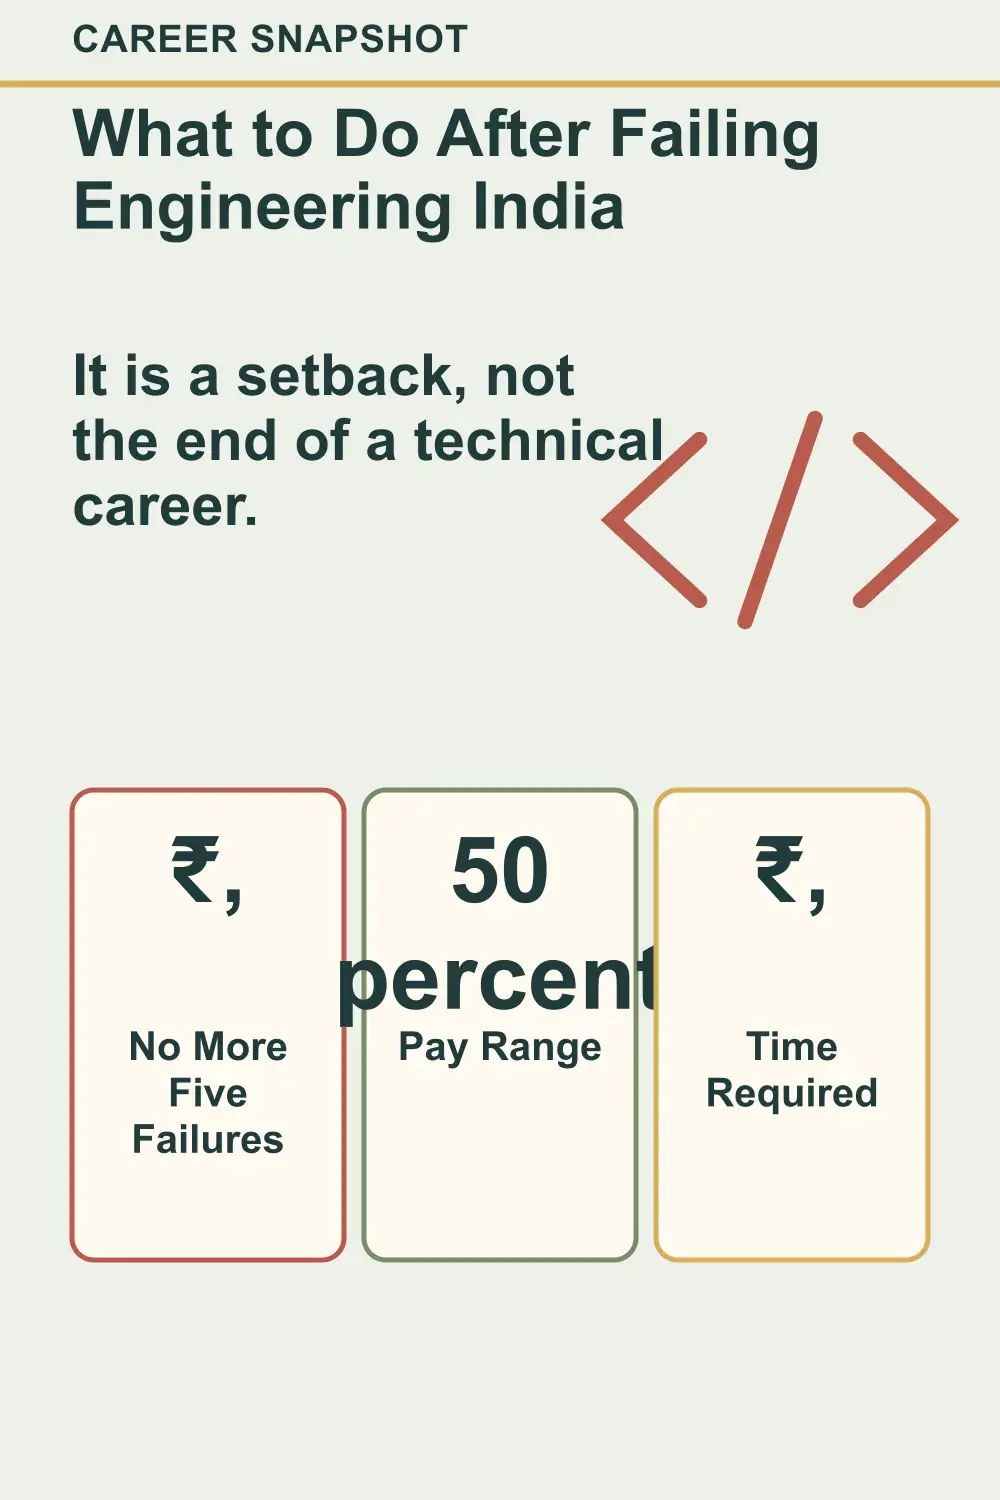 CAREER SNAPSHOT
What to Do After Failing
Engineering India
It is a setback, not
the end of a technical
career.
₹,
No More
Five
Failures
50
percent
Pay Range
₹,
Time
Required